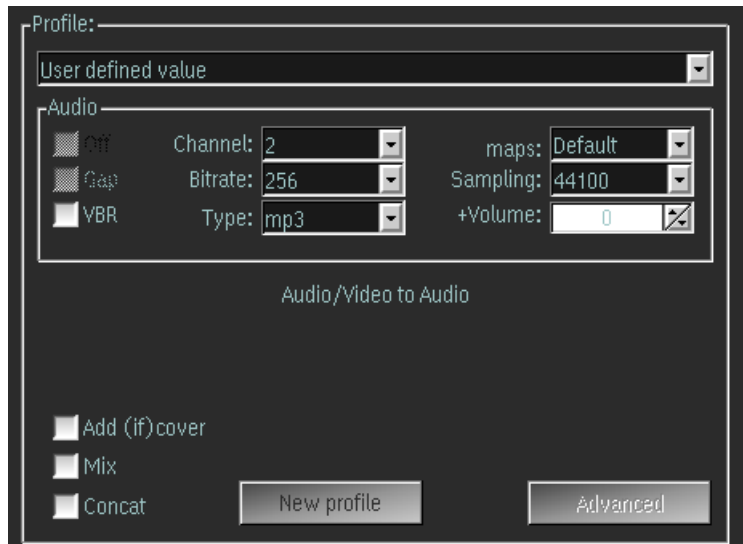 Profile:
User defined value
Audio
Off Channel: 2 maps: Default
Gap Bitrate: 256 Sampling: 44100
VBR Type: mp3 +Volume: 0
Audio/Video to Audio
Add (if)cover
Mix
Concat New profile Advanced